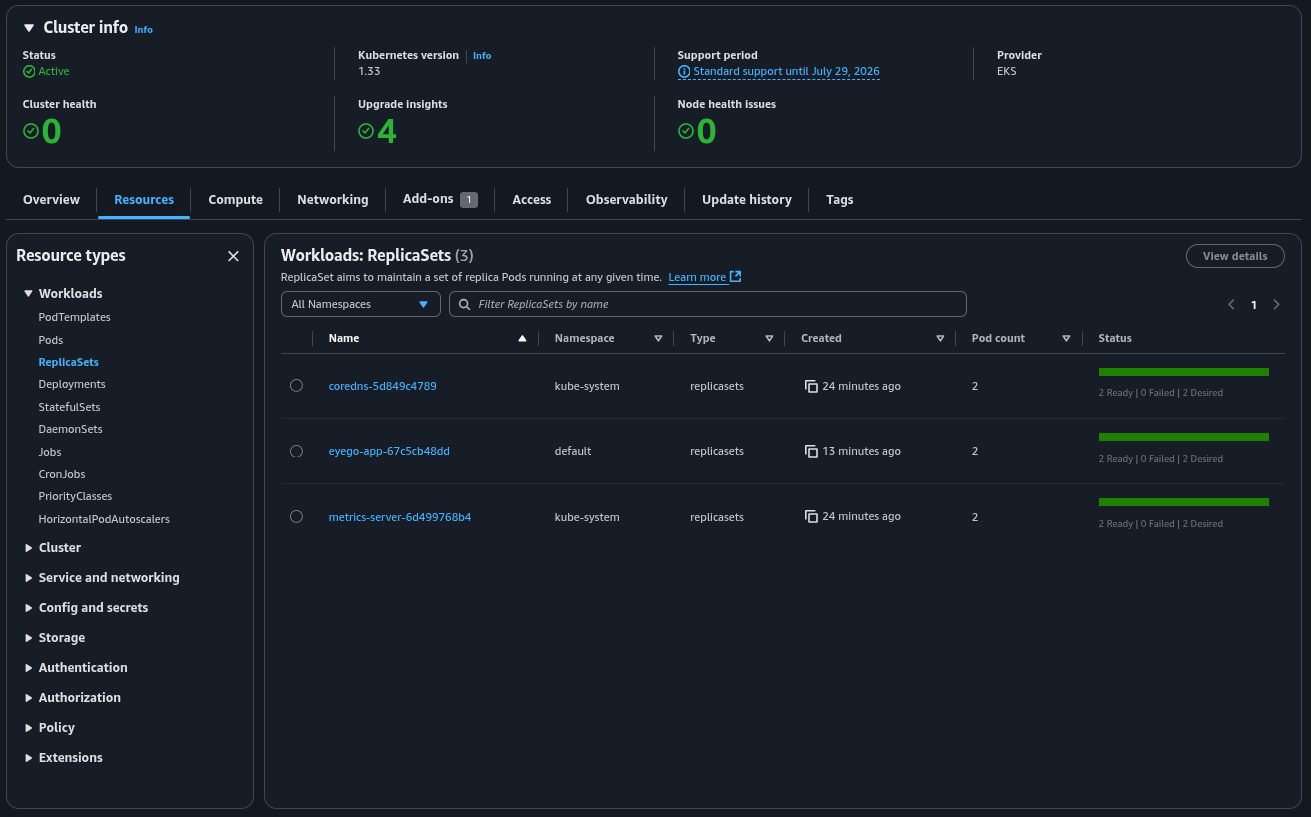 Cluster info Info
Status
Active
Kubernetes version Info
1.33
Support period
Standard support until July 29, 2026
Provider
EKS
Cluster health
0
Upgrade insights
4
Node health issues
0
Overview Resources Compute Networking Add-ons 1 Access Observability Update history Tags
Resource types
Workloads
PodTemplates
Pods
ReplicaSets
Deployments
StatefulSets
DaemonSets
Jobs
CronJobs
PriorityClasses
HorizontalPodAutoscalers
Cluster
Service and networking
Config and secrets
Storage
Authentication
Authorization
Policy
Extensions
Workloads: ReplicaSets (3)
View details
ReplicaSet aims to maintain a set of replica Pods running at any given time. Learn more
All Namespaces
Filter ReplicaSets by name
1
Name Namespace Type Created Pod count Status
coredns-5d849c4789 kube-system replicasets 24 minutes ago 2
2 Ready | 0 Failed | 2 Desired
eyego-app-67c5cb48dd default replicasets 13 minutes ago 2
2 Ready | 0 Failed | 2 Desired
metrics-server-6d499768b4 kube-system replicasets 24 minutes ago 2
2 Ready | 0 Failed | 2 Desired